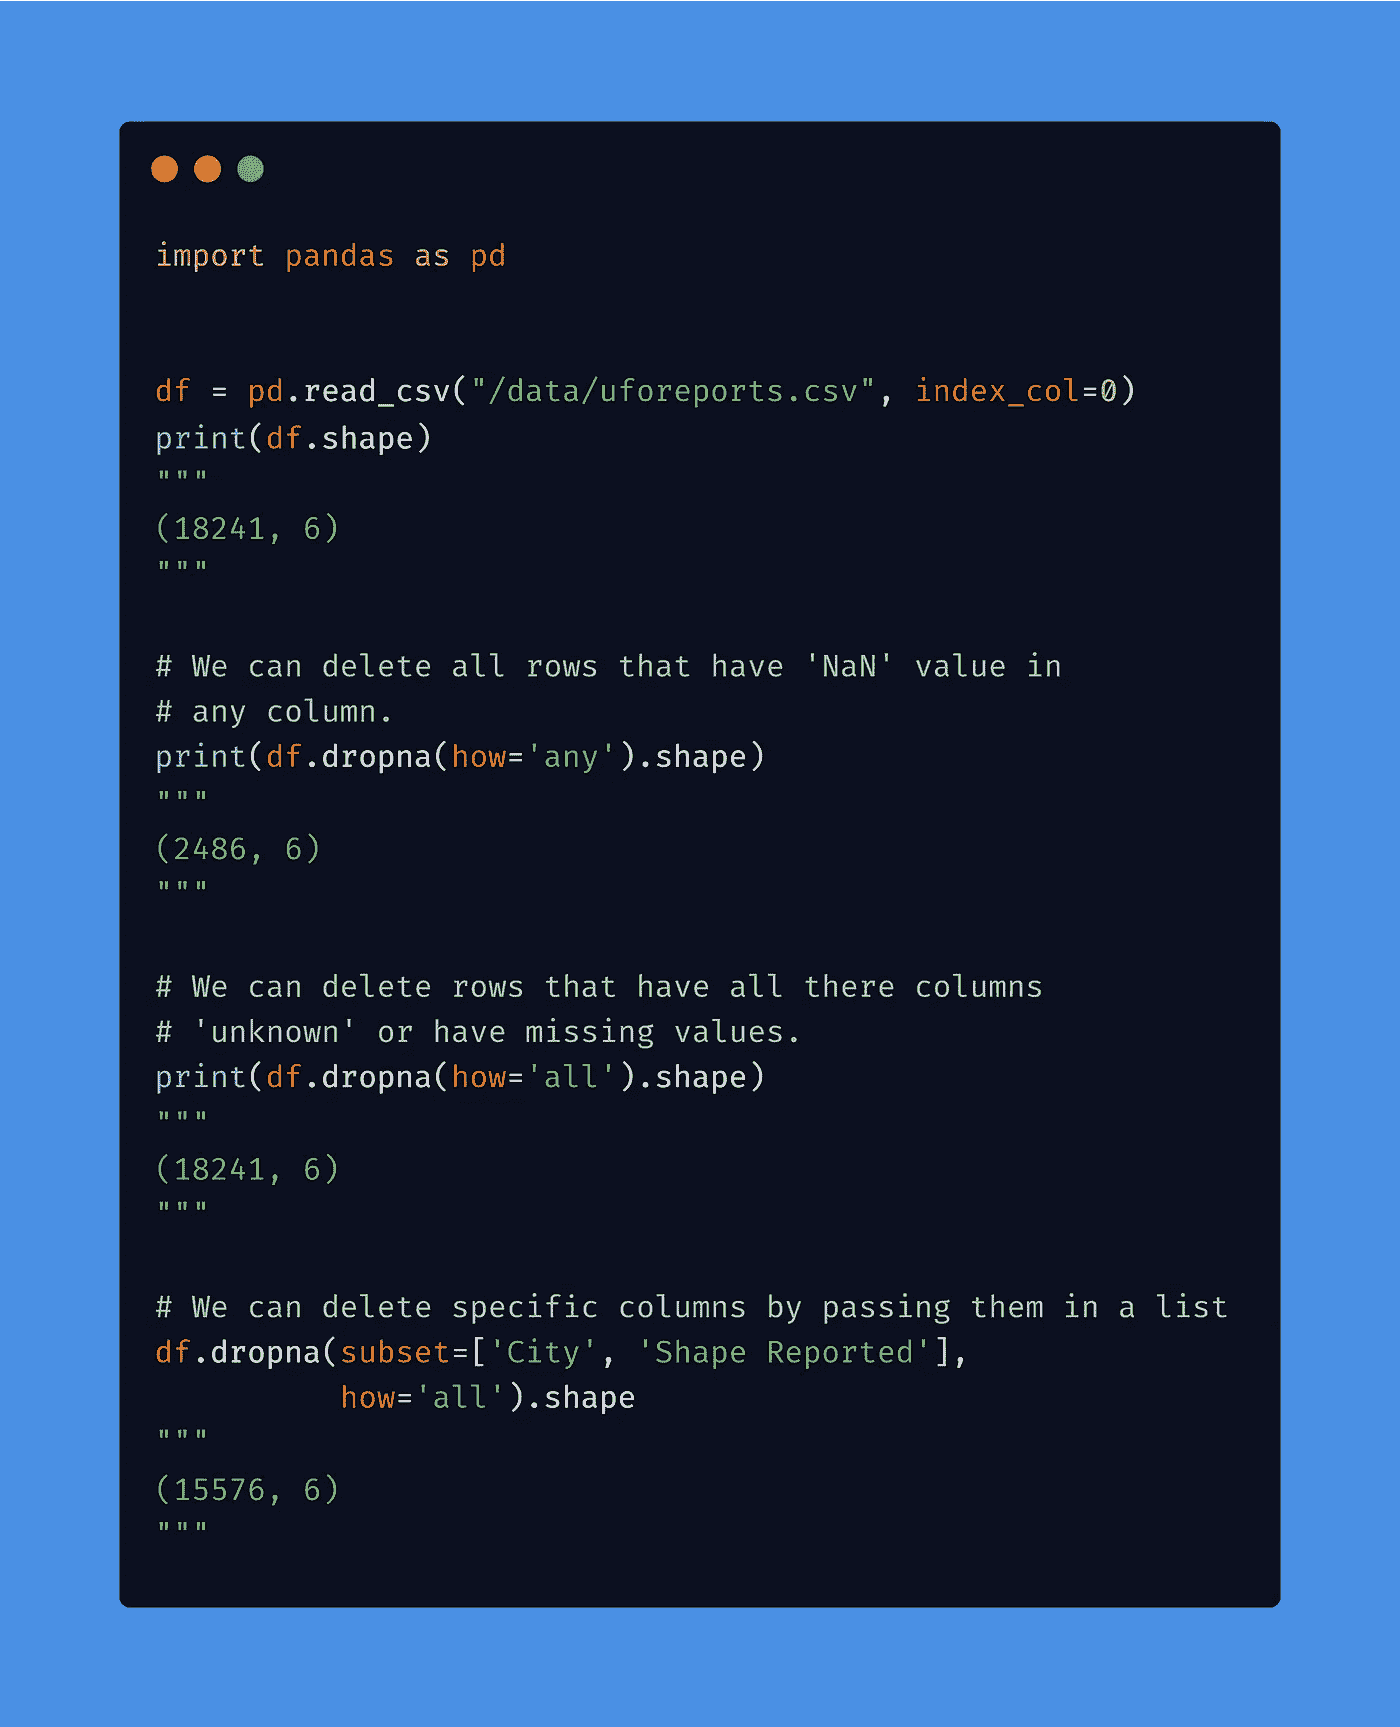 import pandas as pd
df = pd.read_csv("/data/uforeports.csv", index_col=0)
print(df.shape)
"""
(18241, 6)
"""
# We can delete all rows that have 'NaN' value in
# any column.
print(df.dropna(how='any').shape)
"""
(2486, 6)
"""
# We can delete rows that have all there columns
# 'unknown' or have missing values.
print(df.dropna(how='all').shape)
"""
(18241, 6)
"""
# We can delete specific columns by passing them in a list
df.dropna(subset=['City', 'Shape Reported'],
          how='all').shape
"""
(15576, 6)
"""